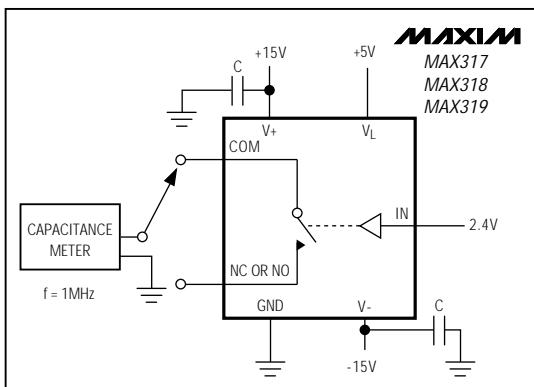 MAXIM
MAX317
MAX318
MAX319
+15V
+5V
C
V+
VL
COM
IN
2.4V
CAPACITANCE
METER
NC OR NO
f = 1MHz
GND
V-
C
-15V